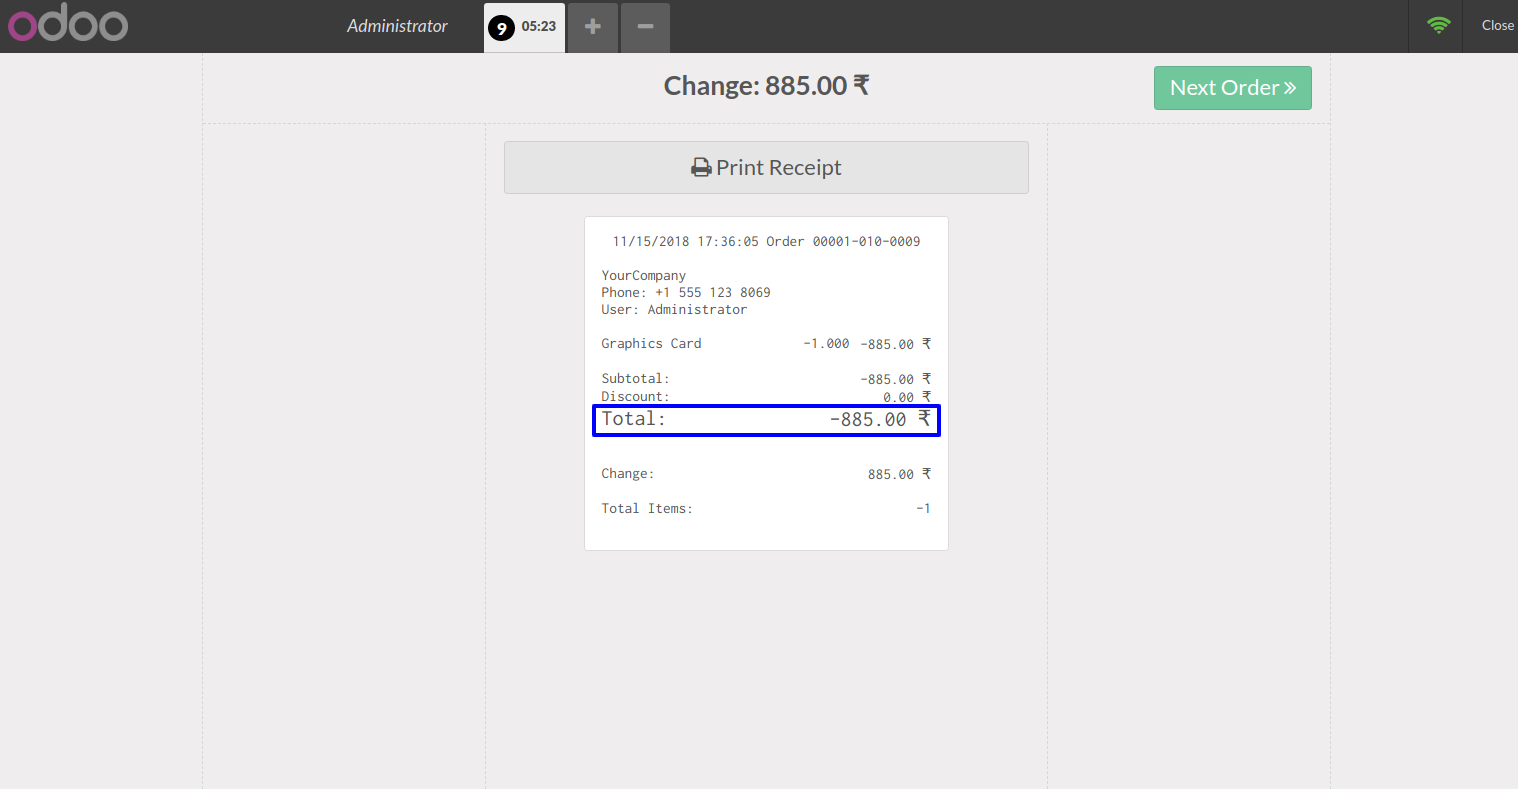 odoo Administrator 9 05:23 + − Close
Change: 885.00 ₹
Next Order »
Print Receipt
11/15/2018 17:36:05 Order 00001-010-0009
YourCompany
Phone: +1 555 123 8069
User: Administrator
Graphics Card -1.000 -885.00 ₹
Subtotal: -885.00 ₹
Discount: 0.00 ₹
Total: -885.00 ₹
Change: 885.00 ₹
Total Items: -1